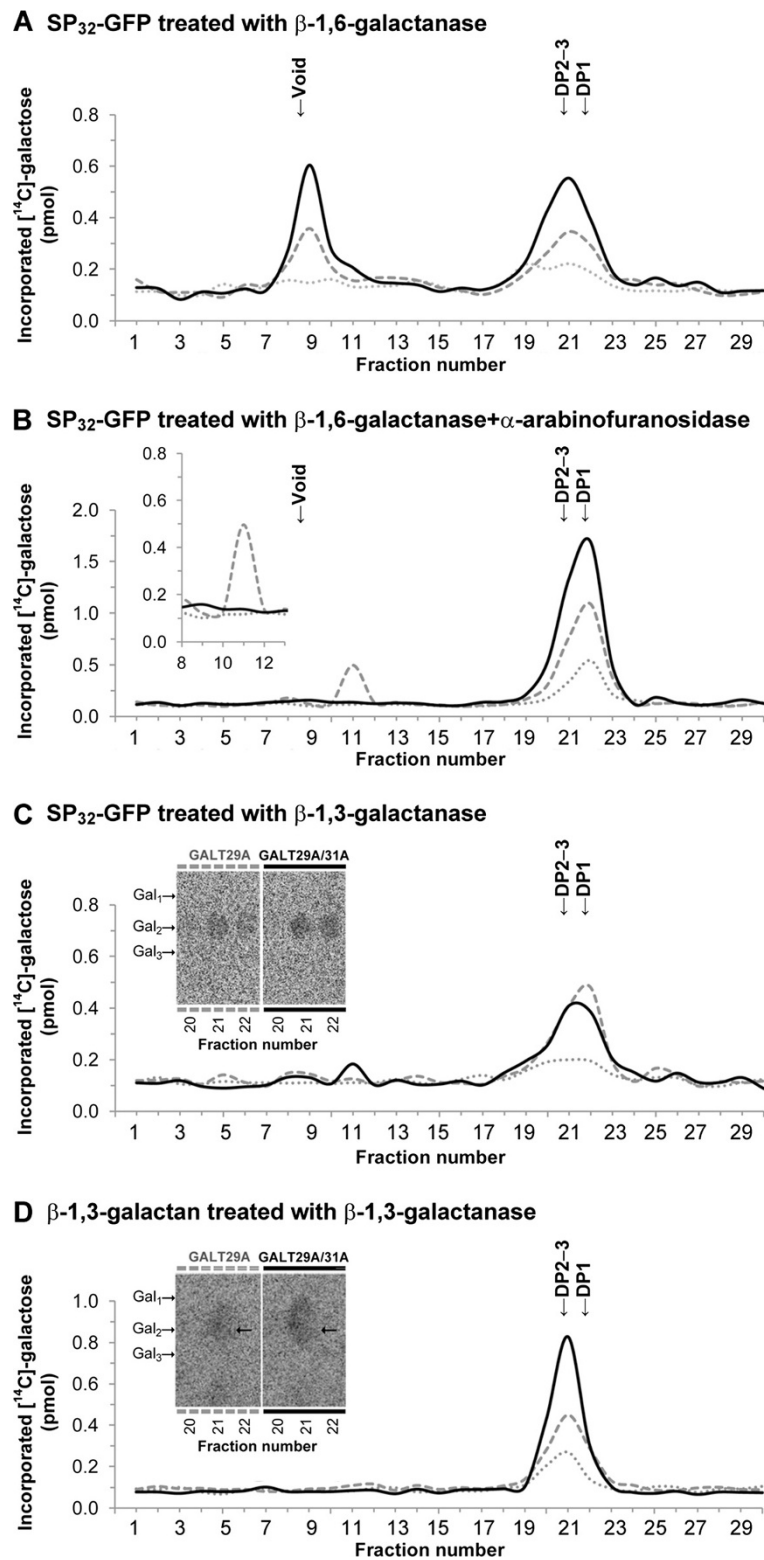 A SP32-GFP treated with β-1,6-galactanase
Incorporated [14C]-galactose
(pmol)
0.8
0.6
0.4
0.2
0.0
↓Void
↓DP2–3
↓DP1
1 3 5 7 9 11 13 15 17 19 21 23 25 27 29
Fraction number
B SP32-GFP treated with β-1,6-galactanase+α-arabinofuranosidase
Incorporated [14C]-galactose
(pmol)
2.0
1.5
1.0
0.5
0.0
0.8
0.6
0.4
0.2
0.0
8 10 12
↓Void
↓DP2–3
↓DP1
1 3 5 7 9 11 13 15 17 19 21 23 25 27 29
Fraction number
C SP32-GFP treated with β-1,3-galactanase
Incorporated [14C]-galactose
(pmol)
0.8
0.6
0.4
0.2
0.0
GALT29A GALT29A/31A
Gal1→
Gal2→
Gal3→
20 21 22 20 21 22
Fraction number
↓DP2–3
↓DP1
1 3 5 7 9 11 13 15 17 19 21 23 25 27 29
Fraction number
D β-1,3-galactan treated with β-1,3-galactanase
Incorporated [14C]-galactose
(pmol)
1.0
0.8
0.6
0.4
0.2
0.0
GALT29A GALT29A/31A
Gal1→
Gal2→
Gal3→
20 21 22 20 21 22
Fraction number
↓DP2–3
↓DP1
1 3 5 7 9 11 13 15 17 19 21 23 25 27 29
Fraction number